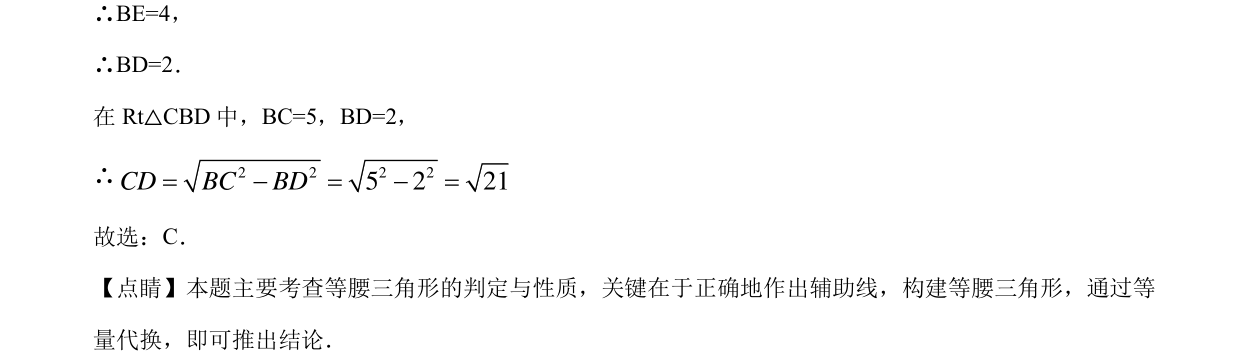 ∴BE=4，
∴BD=2．
在 Rt△CBD 中，BC=5，BD=2，
∴ CD = √(BC² − BD²) = √(5² − 2²) = √21
故选：C．
【点睛】本题主要考查等腰三角形的判定与性质，关键在于正确地作出辅助线，构建等腰三角形，通过等
量代换，即可推出结论．